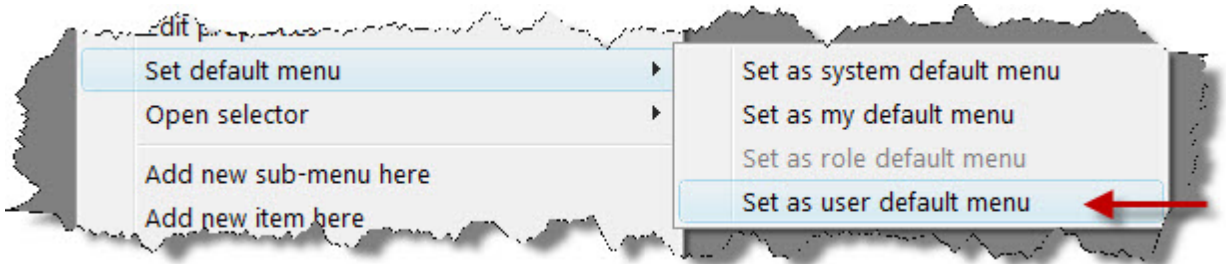 Set default menu
Open selector
Add new sub-menu here
Add new item here
Set as system default menu
Set as my default menu
Set as role default menu
Set as user default menu